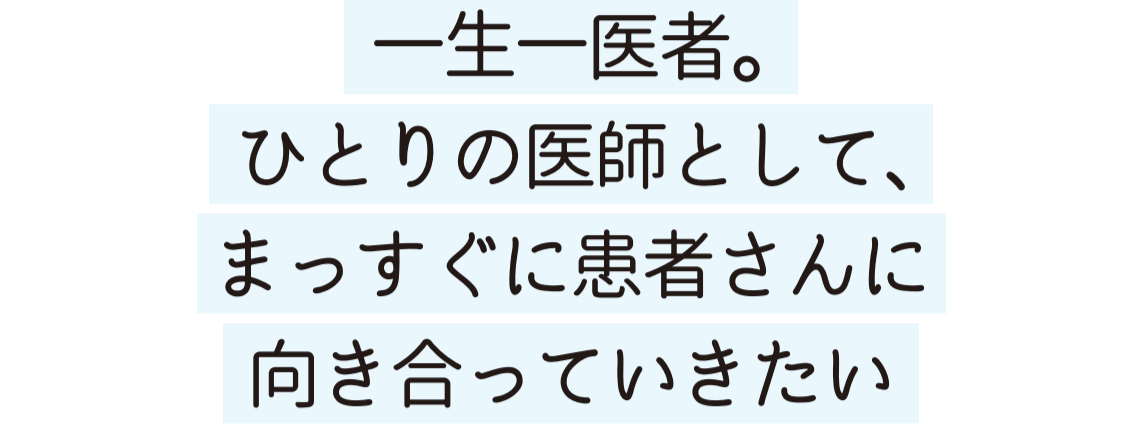 一生一医者。
ひとりの医師として、
まっすぐに患者さんに
向き合っていきたい